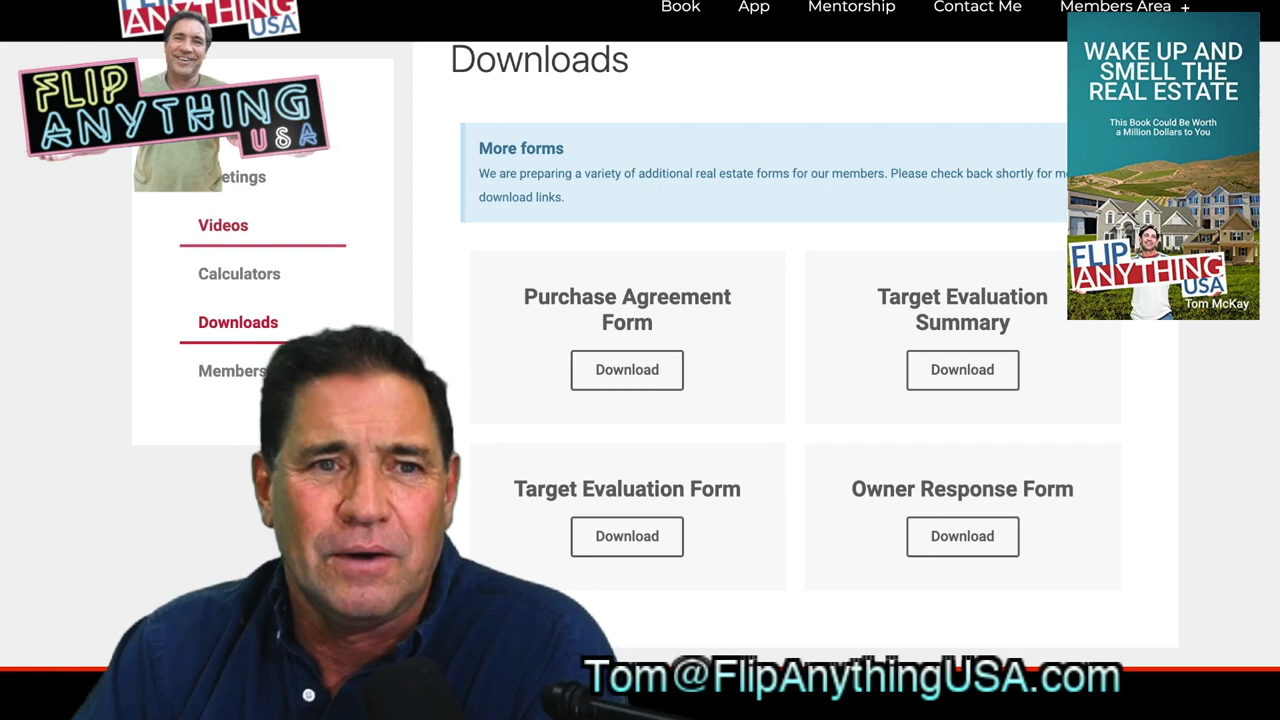 Book App Mentorship Contact Me Members Area +
ANYTHING
USA
FLIP
ANYTHING
USA
Downloads
WAKE UP AND
SMELL THE
REAL ESTATE
This Book Could Be Worth
a Million Dollars to You
FLIP
ANYTHING
USA
Tom McKay
etings
Videos
Calculators
Downloads
Members
More forms
We are preparing a variety of additional real estate forms for our members. Please check back shortly for
download links.
Purchase Agreement
Form
Download
Target Evaluation
Summary
Download
Target Evaluation Form
Download
Owner Response Form
Download
Tom@FlipAnythingUSA.com